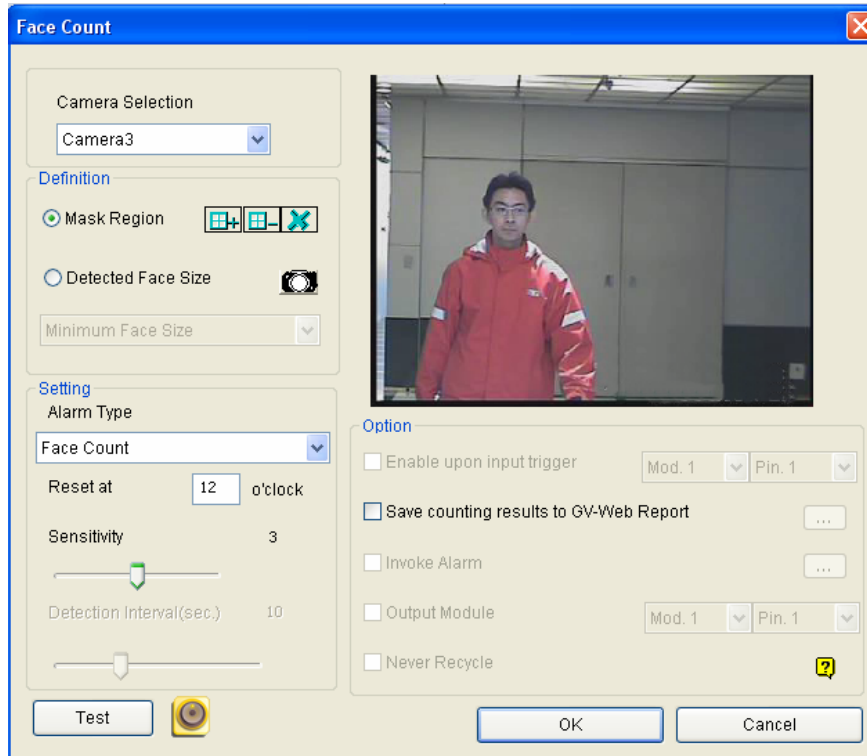 Face Count
Camera Selection
Camera3
Definition
Mask Region
Detected Face Size
Minimum Face Size
Setting
Alarm Type
Face Count
Reset at 12 o'clock
Sensitivity 3
Detection Interval(sec.) 10
Test
Option
Enable upon input trigger Mod. 1 Pin. 1
Save counting results to GV-Web Report ...
Invoke Alarm ...
Output Module Mod. 1 Pin. 1
Never Recycle
?
OK Cancel